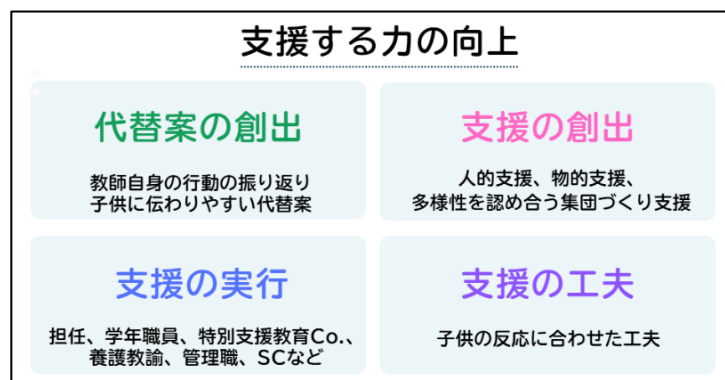 支援する力の向上
代替案の創出
教師自身の行動の振り返り
子供に伝わりやすい代替案
支援の創出
人的支援、物的支援、
多様性を認め合う集団づくり支援
支援の実行
担任、学年職員、特別支援教育Co.、
養護教諭、管理職、SCなど
支援の工夫
子供の反応に合わせた工夫